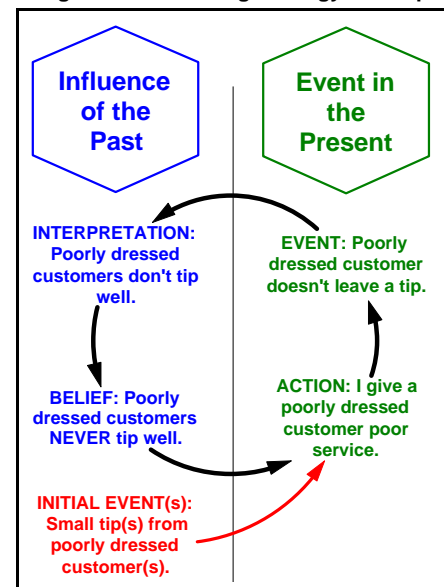 Influence
of the
Past
Event in
the
Present
INTERPRETATION:
Poorly dressed
customers don't tip
well.
EVENT: Poorly
dressed customer
doesn't leave a tip.
BELIEF: Poorly
dressed customers
NEVER tip well.
ACTION: I give a
poorly dressed
customer poor
service.
INITIAL EVENT(s):
Small tip(s) from
poorly dressed
customer(s).